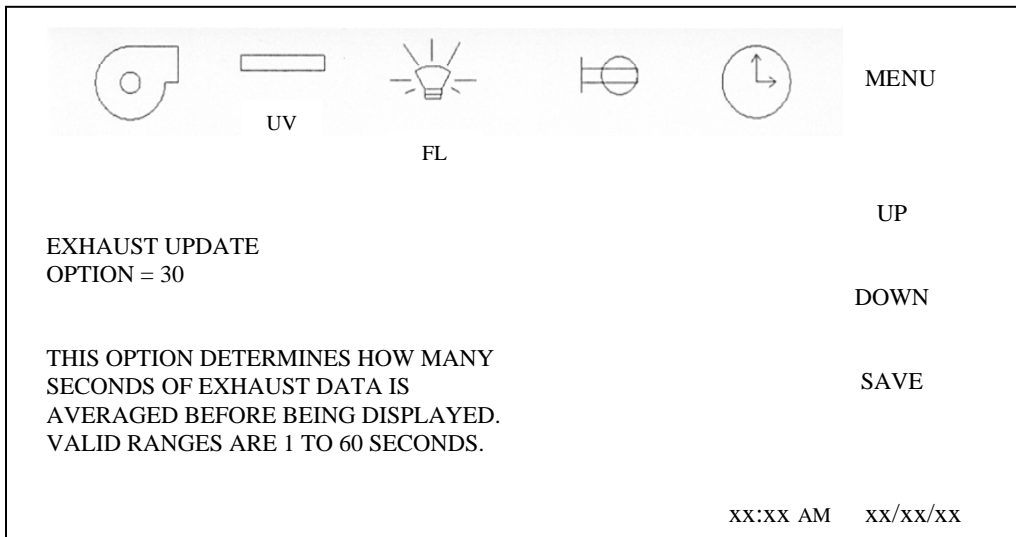 MENU
UV
FL
UP
EXHAUST UPDATE
OPTION = 30
DOWN
THIS OPTION DETERMINES HOW MANY
SECONDS OF EXHAUST DATA IS
AVERAGED BEFORE BEING DISPLAYED.
VALID RANGES ARE 1 TO 60 SECONDS.
SAVE
xx:xx AM xx/xx/xx